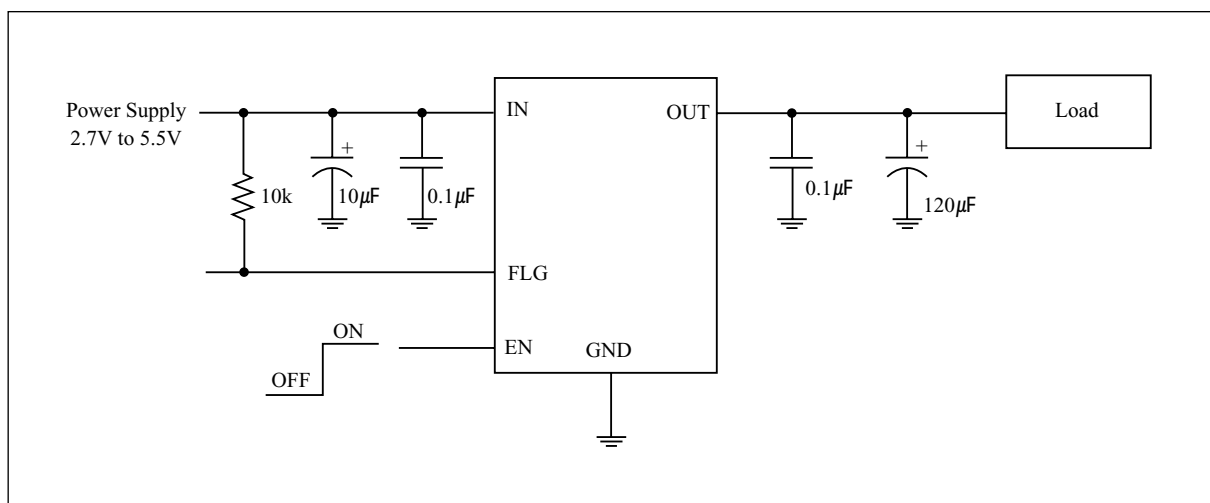 Power Supply
2.7V to 5.5V
IN
OUT
Load
+
+
10k
10μF
0.1μF
0.1μF
120μF
FLG
ON
OFF
EN
GND